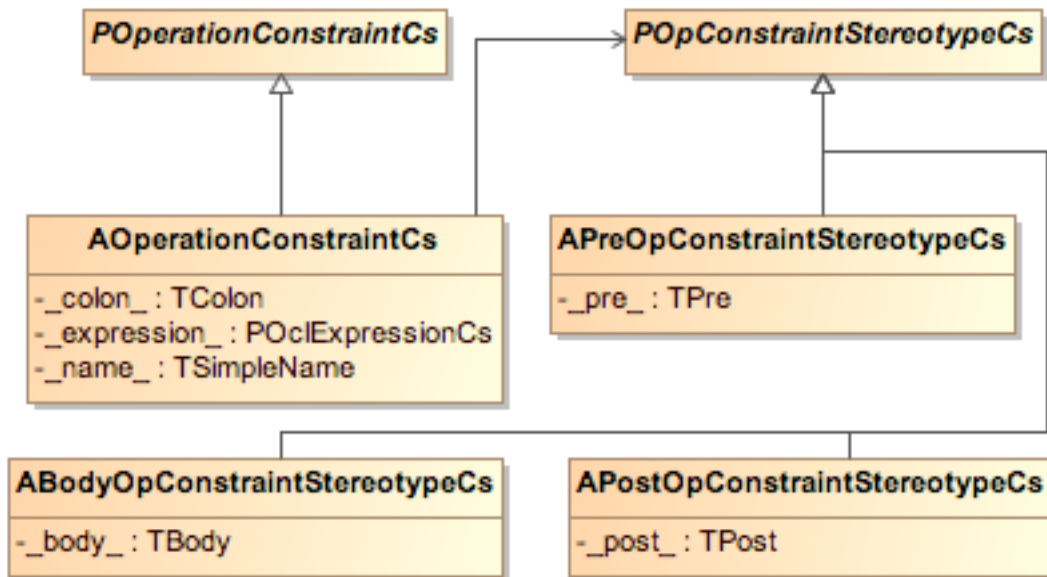 POperationConstraintCs
POpConstraintStereotypeCs
AOperationConstraintCs
-_colon_ : TColon
-_expression_ : POclExpressionCs
-_name_ : TSimpleName
APreOpConstraintStereotypeCs
-_pre_ : TPre
ABodyOpConstraintStereotypeCs
-_body_ : TBody
APostOpConstraintStereotypeCs
-_post_ : TPost